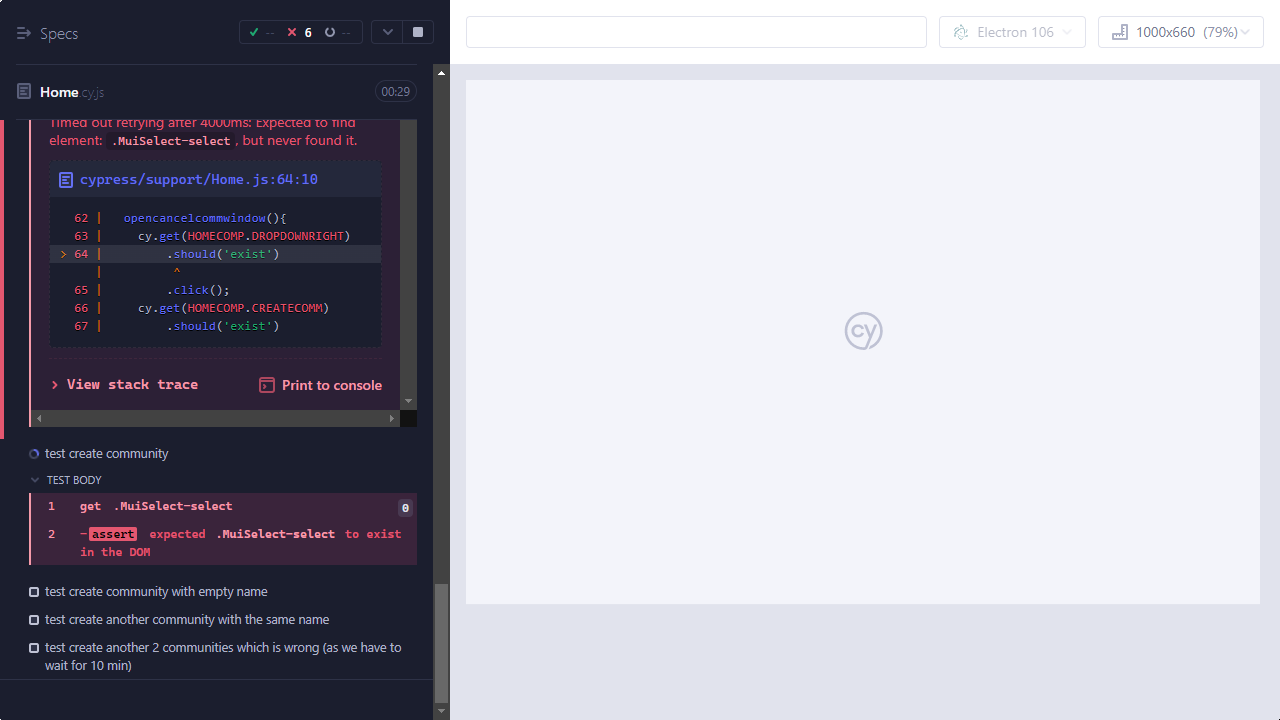 Specs
--
6
--
Electron 106
1000x660 (79%)
Home.cy.js
00:29
Timed out retrying after 4000ms: Expected to find
element: .MuiSelect-select, but never found it.
cypress/support/Home.js:64:10
62 | opencancelcommwindow(){
63 | cy.get(HOMECOMP.DROPDOWNRIGHT)
> 64 | .should('exist')
| ^
65 | .click();
66 | cy.get(HOMECOMP.CREATECOMM)
67 | .should('exist')
> View stack trace
Print to console
cy
test create community
TEST BODY
1 get .MuiSelect-select 0
2 -assert expected .MuiSelect-select to exist
in the DOM
test create community with empty name
test create another community with the same name
test create another 2 communities which is wrong (as we have to
wait for 10 min)